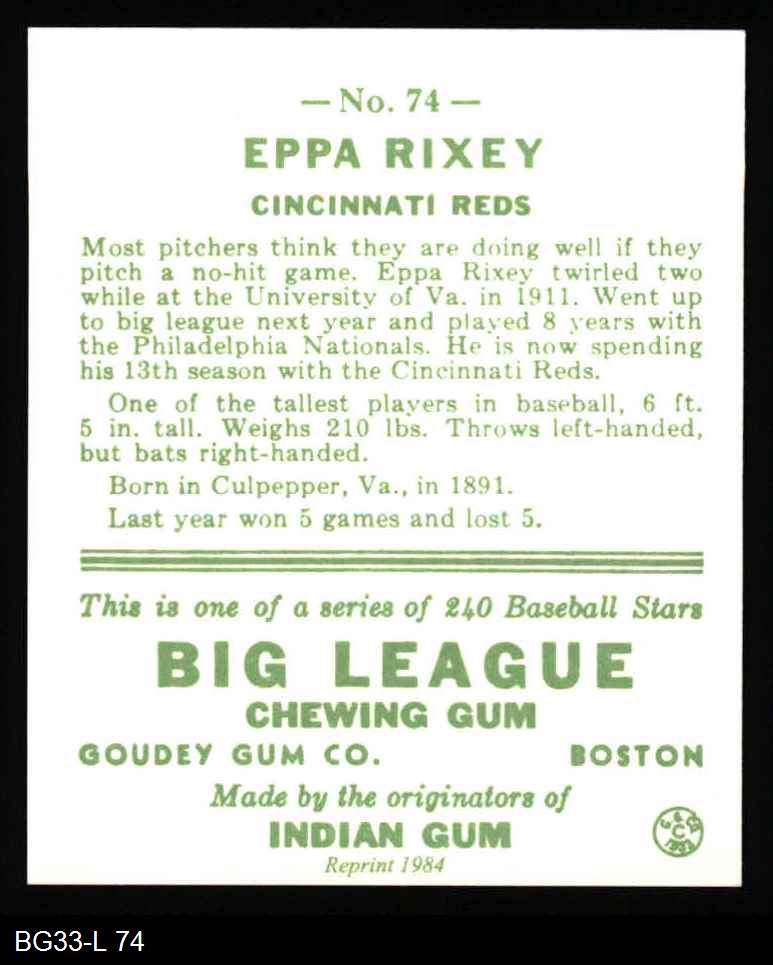 — No. 74 —
EPPA RIXEY
CINCINNATI REDS
Most pitchers think they are doing well if they
pitch a no-hit game. Eppa Rixey twirled two
while at the University of Va. in 1911. Went up
to big league next year and played 8 years with
the Philadelphia Nationals. He is now spending
his 13th season with the Cincinnati Reds.
One of the tallest players in baseball, 6 ft.
5 in. tall. Weighs 210 lbs. Throws left-handed,
but bats right-handed.
Born in Culpepper, Va., in 1891.
Last year won 5 games and lost 5.
This is one of a series of 240 Baseball Stars
BIG LEAGUE
CHEWING GUM
GOUDEY GUM CO. BOSTON
Made by the originators of
INDIAN GUM
Reprint 1984
BG33-L 74